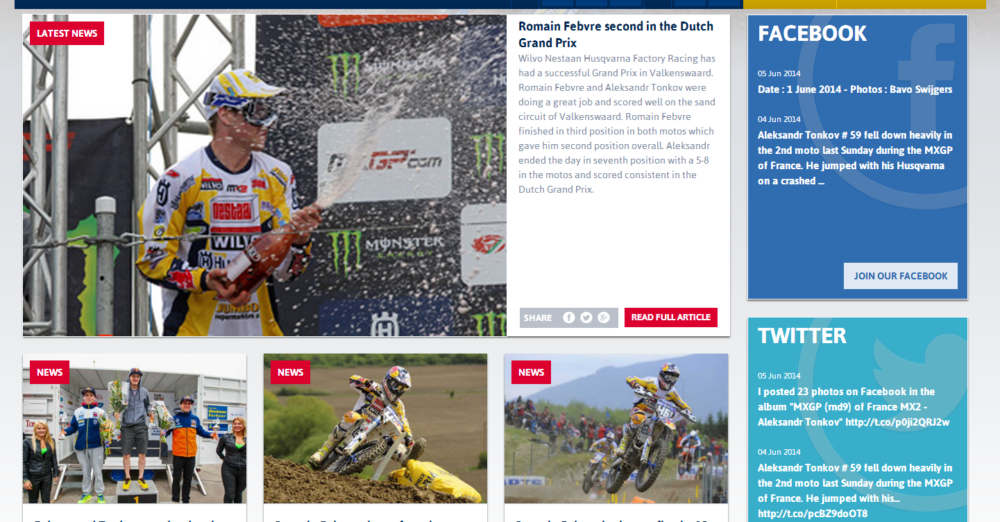 LATEST NEWS
MONSTER
nestaan
WILVO
MONSTER
ENERGY
JUMBO
Romain Febvre second in the Dutch
Grand Prix
Wilvo Nestaan Husqvarna Factory Racing has
had a successful Grand Prix in Valkenswaard.
Romain Febvre and Aleksandr Tonkov were
doing a great job and scored well on the sand
circuit of Valkenswaard. Romain Febvre
finished in third position in both motos which
gave him second position overall. Aleksandr
ended the day in seventh position with a 5-8
in the motos and scored consistent in the
Dutch Grand Prix.
SHARE
READ FULL ARTICLE
FACEBOOK
05 Jun 2014
Date : 1 June 2014 - Photos : Bavo Swijgers
04 Jun 2014
Aleksandr Tonkov # 59 fell down heavily in
the 2nd moto last Sunday during the MXGP
of France. He jumped with his Husqvarna
on a crashed ...
JOIN OUR FACEBOOK
TWITTER
05 Jun 2014
I posted 23 photos on Facebook in the
album "MXGP (rnd9) of France MX2 -
Aleksandr Tonkov" http://t.co/p0ji2QRJ2w
04 Jun 2014
Aleksandr Tonkov # 59 fell down heavily in
the 2nd moto last Sunday during the MXGP
of France. He jumped with his...
http://t.co/pcBZ9doOT8
NEWS
1
NEWS
NEWS
461